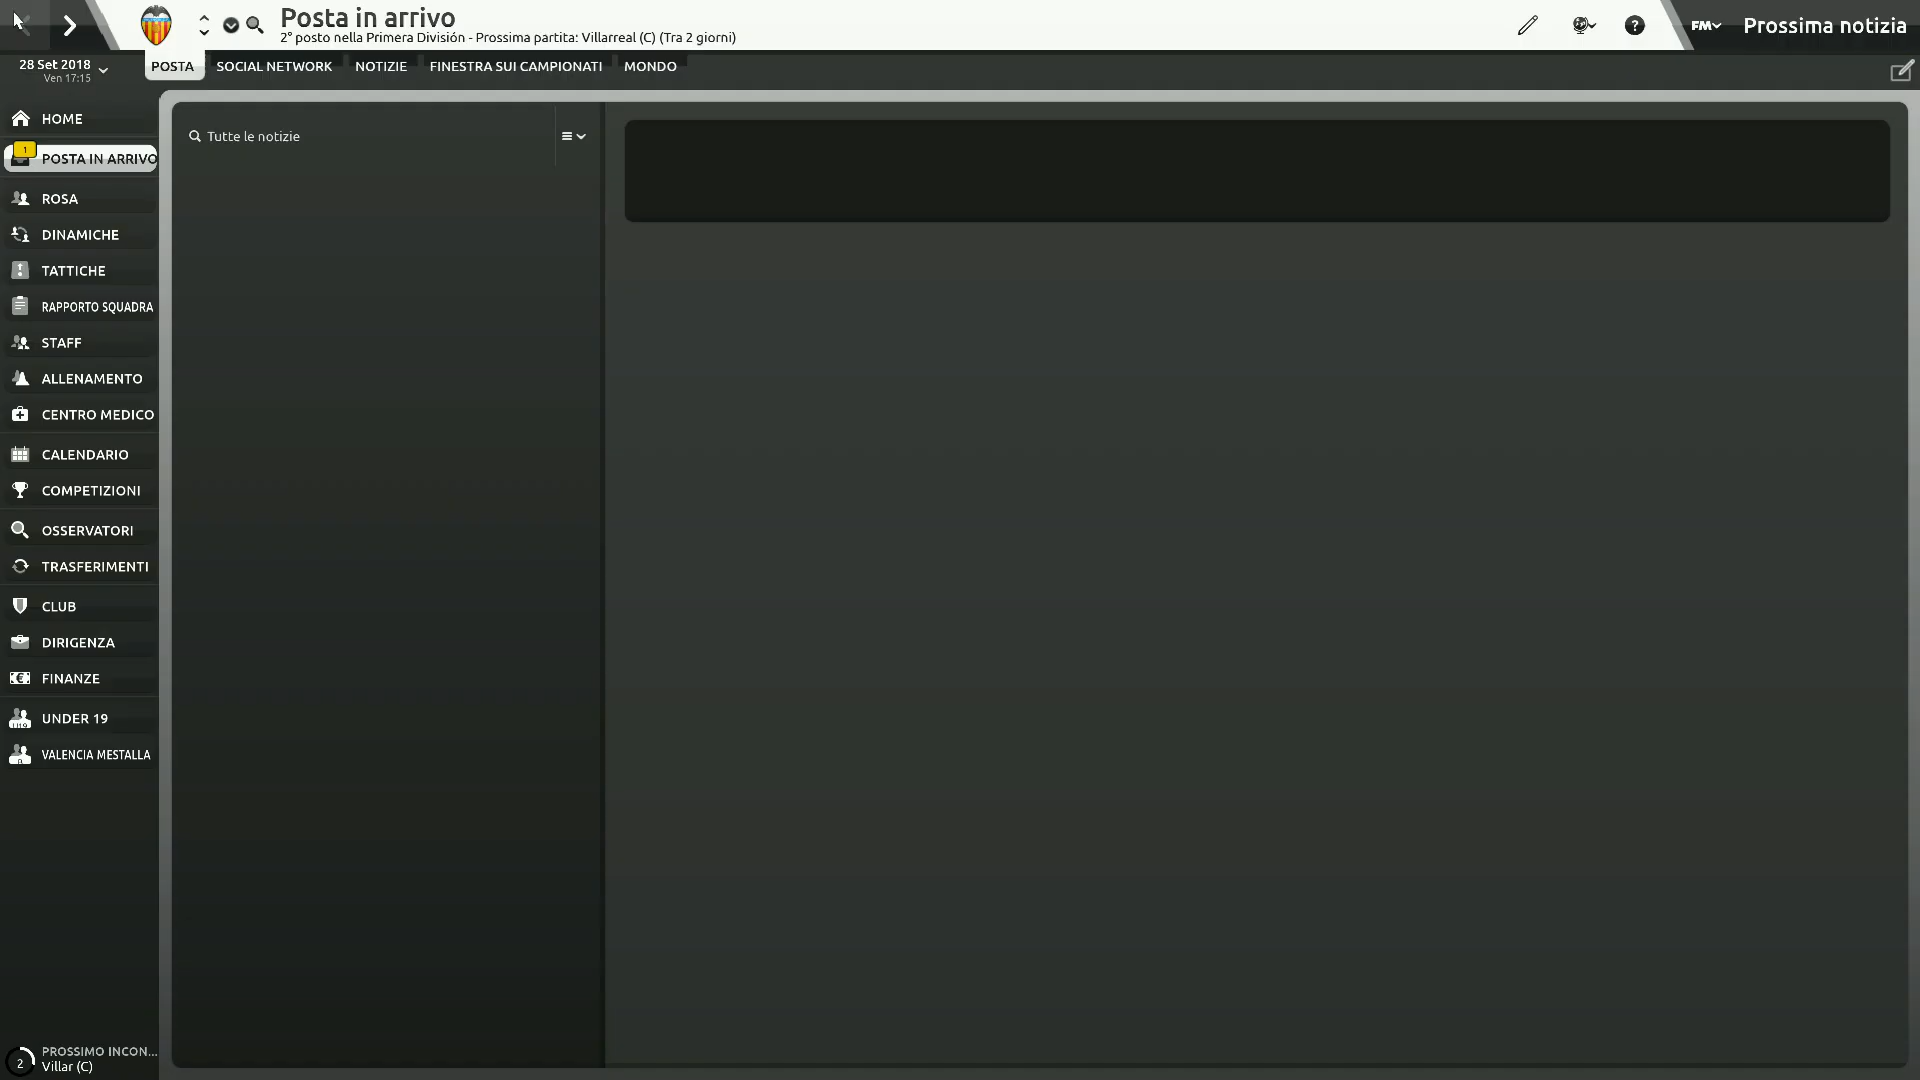 Posta in arrivo
2° posto nella Primera División - Prossima partita: Villarreal (C) (Tra 2 giorni)
FM
Prossima notizia
28 Set 2018
Ven 17:15
POSTA
SOCIAL NETWORK
NOTIZIE
FINESTRA SUI CAMPIONATI
MONDO
HOME
1
POSTA IN ARRIVO
ROSA
DINAMICHE
TATTICHE
RAPPORTO SQUADRA
STAFF
ALLENAMENTO
CENTRO MEDICO
CALENDARIO
COMPETIZIONI
OSSERVATORI
TRASFERIMENTI
CLUB
DIRIGENZA
FINANZE
UNDER 19
VALENCIA MESTALLA
Tutte le notizie
2
PROSSIMO INCON...
Villar (C)